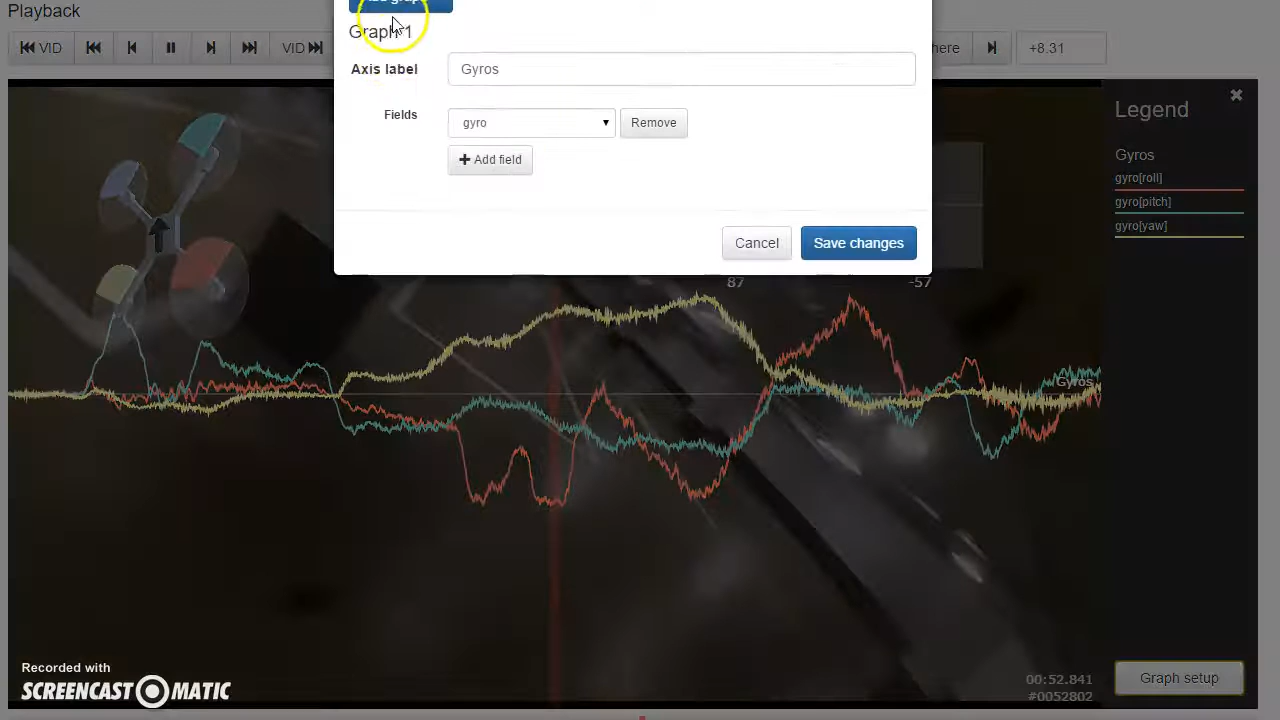 Playback
VID
VID
here
+8.31
Add graph
Graph 1
Axis label
Gyros
Fields
gyro
Remove
Add field
Cancel
Save changes
87
-57
Legend
Gyros
gyro[roll]
gyro[pitch]
gyro[yaw]
Gyros
00:52.841
#0052802
Graph setup
Recorded with
SCREENCAST MATIC